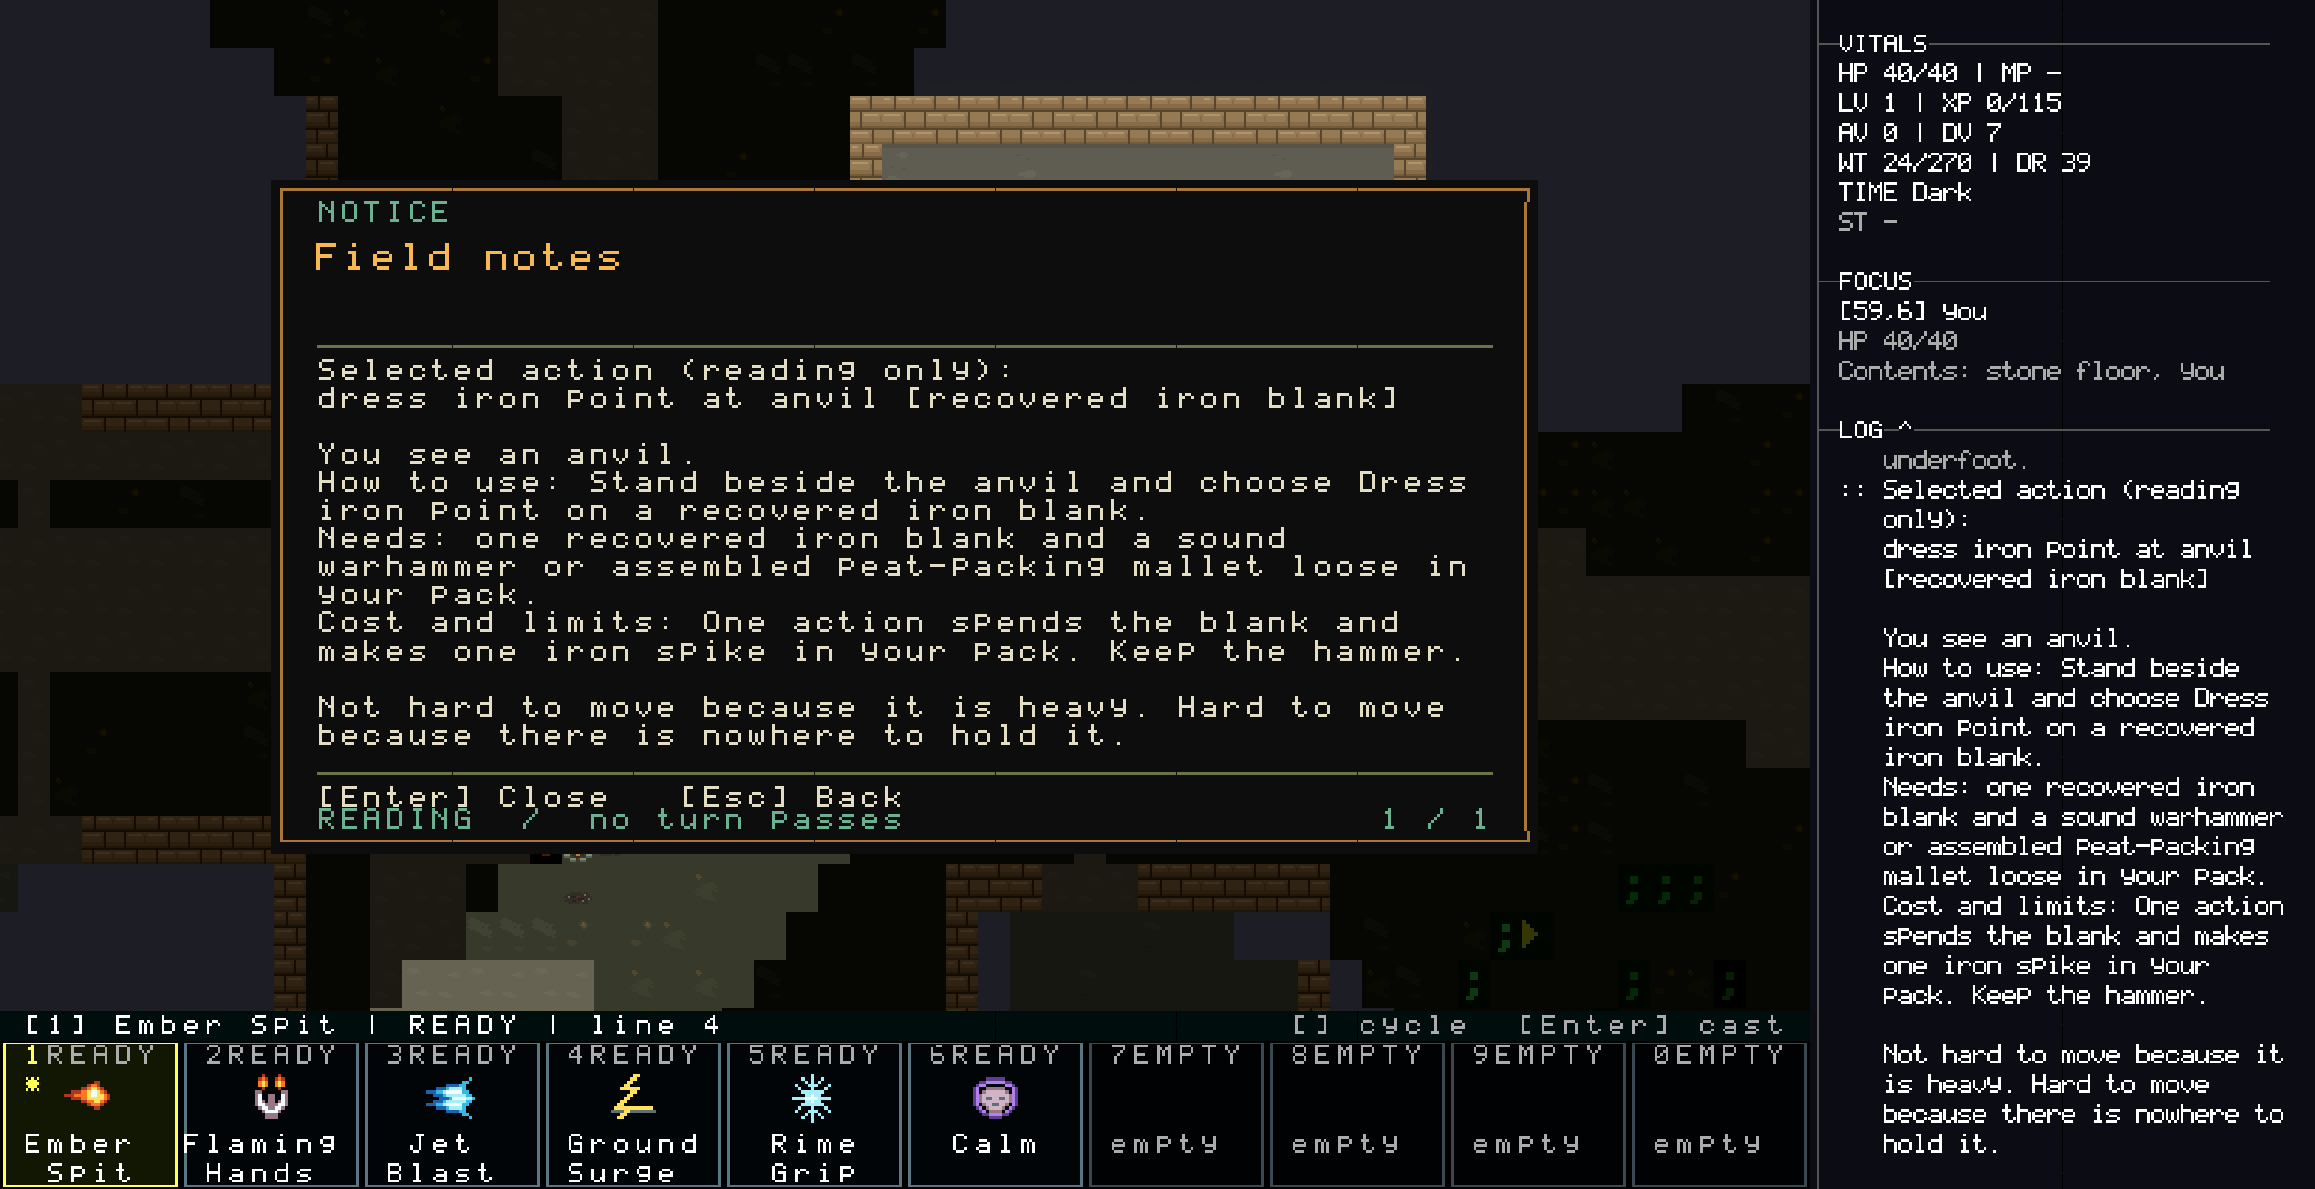 NOTICE
Field notes
Selected action (reading only):
dress iron point at anvil [recovered iron blank]
You see an anvil.
How to use: Stand beside the anvil and choose Dress
iron point on a recovered iron blank.
Needs: one recovered iron blank and a sound
warhammer or assembled peat-packing mallet loose in
your pack.
Cost and limits: One action spends the blank and
makes one iron spike in your pack. Keep the hammer.
Not hard to move because it is heavy. Hard to move
because there is nowhere to hold it.
[Enter] Close [Esc] Back
READING / no turn passes 1 / 1
VITALS
HP 40/40 | MP -
LV 1 | XP 0/115
AV 0 | DV 7
WT 24/270 | DR 39
TIME Dark
ST -
FOCUS
[59,6] you
HP 40/40
Contents: stone floor, you
LOG ^
underfoot.
:: Selected action (reading
only):
dress iron point at anvil
[recovered iron blank]
You see an anvil.
How to use: Stand beside
the anvil and choose Dress
iron point on a recovered
iron blank.
Needs: one recovered iron
blank and a sound warhammer
or assembled peat-packing
mallet loose in your pack.
Cost and limits: One action
spends the blank and makes
one iron spike in your
pack. Keep the hammer.
Not hard to move because it
is heavy. Hard to move
because there is nowhere to
hold it.
[1] Ember Spit | READY | line 4 [] cycle [Enter] cast
1READY 2READY 3READY 4READY 5READY 6READY 7EMPTY 8EMPTY 9EMPTY 0EMPTY
Ember Flaming Jet Ground Rime Calm empty empty empty empty
Spit Hands Blast Surge Grip